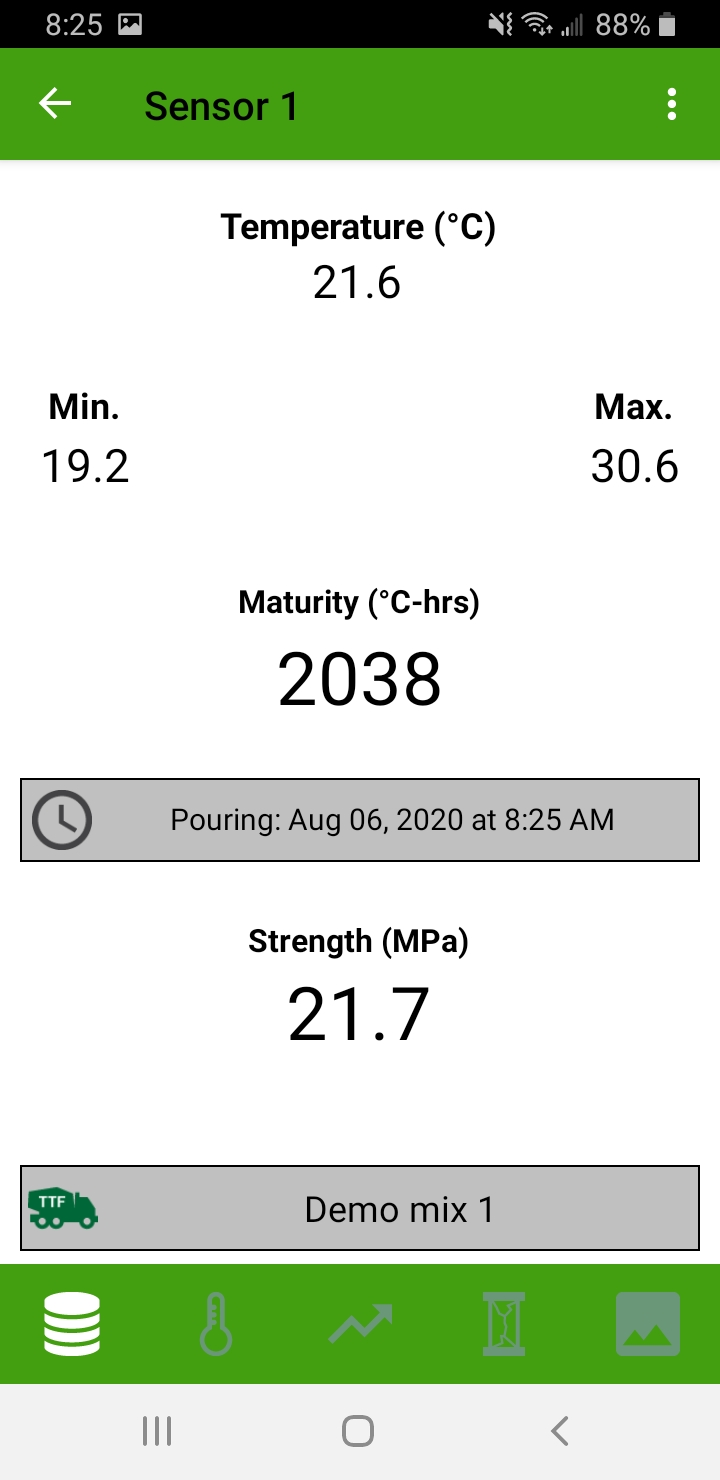 8:25 88%
Sensor 1
Temperature (°C)
21.6
Min. Max.
19.2 30.6
Maturity (°C-hrs)
2038
Pouring: Aug 06, 2020 at 8:25 AM
Strength (MPa)
21.7
TTF Demo mix 1